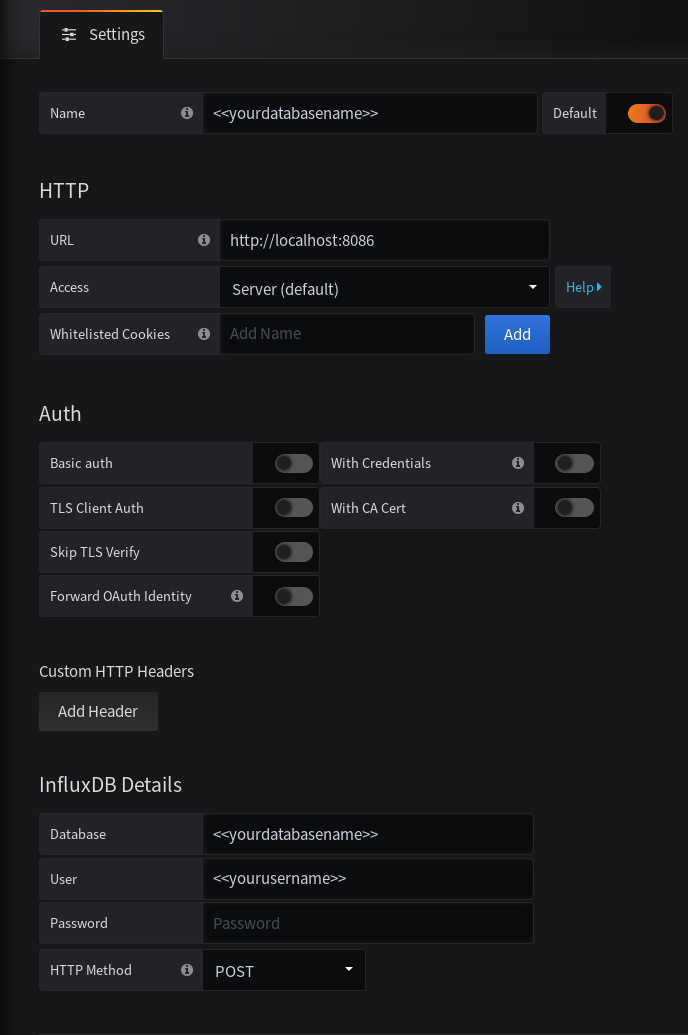 Settings
Name <<yourdatabasename>> Default
HTTP
URL http://localhost:8086
Access Server (default) Help
Whitelisted Cookies Add Name Add
Auth
Basic auth With Credentials
TLS Client Auth With CA Cert
Skip TLS Verify
Forward OAuth Identity
Custom HTTP Headers
Add Header
InfluxDB Details
Database <<yourdatabasename>>
User <<yourusername>>
Password Password
HTTP Method POST